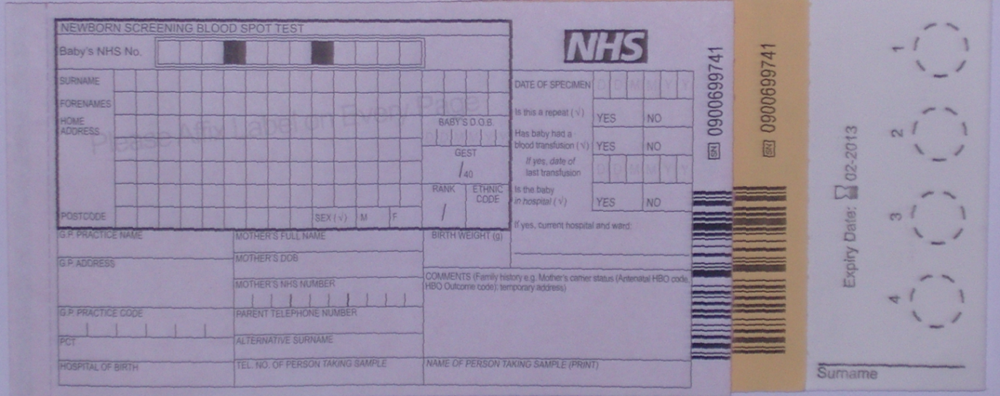 NEWBORN SCREENING BLOOD SPOT TEST
Baby's NHS No.
SURNAME
FORENAMES
HOME
ADDRESS
Please Affix Label on Every Page
BABY'S D.O.B.
D D M M Y Y
GEST
/40
RANK
/
ETHNIC
CODE
POSTCODE
SEX (√) M F
NHS
DATE OF SPECIMEN D D M M Y Y
Is this a repeat (√) YES NO
Has baby had a
blood transfusion (√) YES NO
If yes, date of
last transfusion D D M M Y Y
Is the baby
in hospital (√) YES NO
If yes, current hospital and ward:
G.P. PRACTICE NAME
G.P. ADDRESS
G.P. PRACTICE CODE
PCT
HOSPITAL OF BIRTH
MOTHER'S FULL NAME
MOTHER'S DOB
MOTHER'S NHS NUMBER
PARENT TELEPHONE NUMBER
ALTERNATIVE SURNAME
TEL. NO. OF PERSON TAKING SAMPLE
BIRTH WEIGHT (g)
COMMENTS (Family history e.g. Mother's carrier status (Antenatal HBO code,
HBO Outcome code); temporary address)
NAME OF PERSON TAKING SAMPLE (PRINT)
SN 0900699741
SN 0900699741
Expiry Date: 02-2013
1
2
3
4
Surname